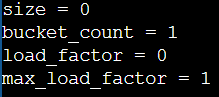 size = 0
bucket_count = 1
load_factor = 0
max_load_factor = 1